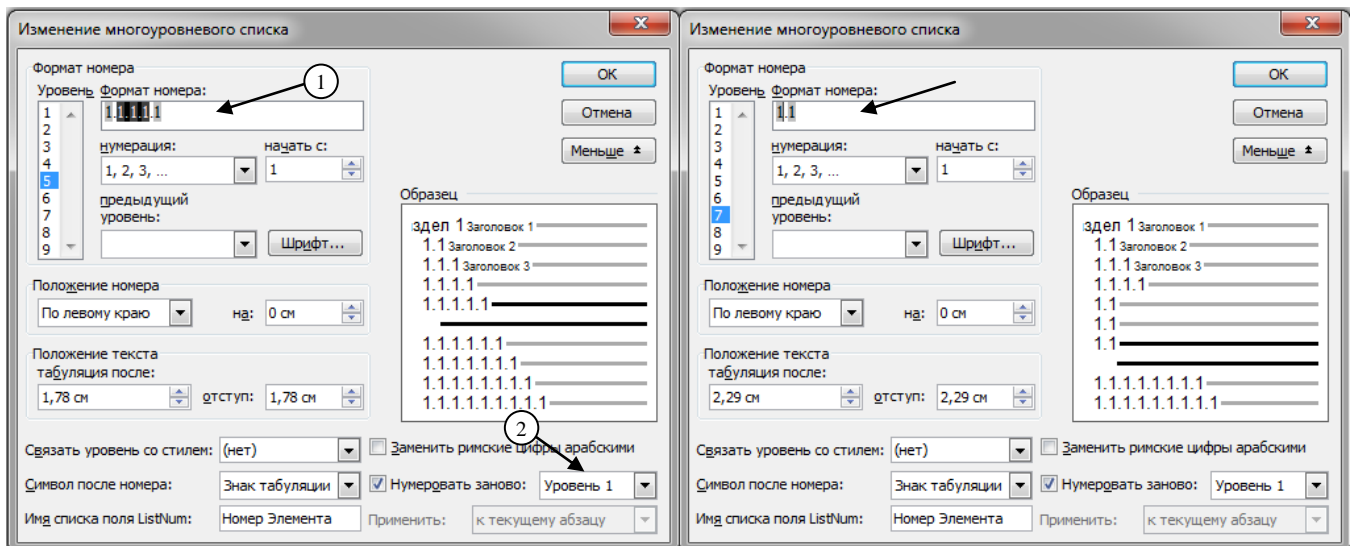 Изменение многоуровневого списка
Формат номера
Уровень Формат номера:
1
1.1.1.1.1
OK
1
2
3
4
5
6
7
8
9
нумерация:
начать с:
1, 2, 3, ...
1
предыдущий
уровень:
Шрифт...
Отмена
Меньше
Образец
здел 1 Заголовок 1
1.1 Заголовок 2
1.1.1 Заголовок 3
1.1.1.1
1.1.1.1.1
1.1.1.1.1.1
1.1.1.1.1.1.1
1.1.1.1.1.1.1.1
1.1.1.1.1.1.1.1.1
Положение номера
По левому краю
на:
0 см
Положение текста
табуляция после:
1,78 см
отступ:
1,78 см
2
Связать уровень со стилем:
(нет)
Заменить римские цифры арабскими
Символ после номера:
Знак табуляции
Нумеровать заново:
Уровень 1
Имя списка поля ListNum:
Номер Элемента
Применить:
к текущему абзацу
Изменение многоуровневого списка
Формат номера
Уровень Формат номера:
1.1
OK
1
2
3
4
5
6
7
8
9
нумерация:
начать с:
1, 2, 3, ...
1
предыдущий
уровень:
Шрифт...
Отмена
Меньше
Образец
здел 1 Заголовок 1
1.1 Заголовок 2
1.1.1 Заголовок 3
1.1.1.1
1.1
1.1
1.1
1.1.1.1.1.1.1.1
1.1.1.1.1.1.1.1.1
Положение номера
По левому краю
на:
0 см
Положение текста
табуляция после:
2,29 см
отступ:
2,29 см
Связать уровень со стилем:
(нет)
Заменить римские цифры арабскими
Символ после номера:
Знак табуляции
Нумеровать заново:
Уровень 1
Имя списка поля ListNum:
Номер Элемента
Применить:
к текущему абзацу